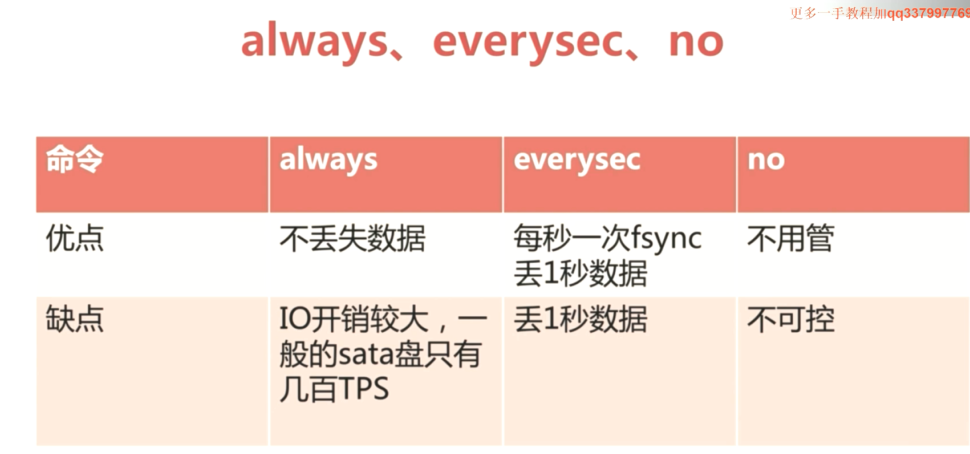 更多一手教程加qq337997769
always、everysec、no
命令 always everysec no
优点 不丢失数据 每秒一次fsync 不用管
丢1秒数据
缺点 IO开销较大，一 丢1秒数据 不可控
般的sata盘只有
几百TPS